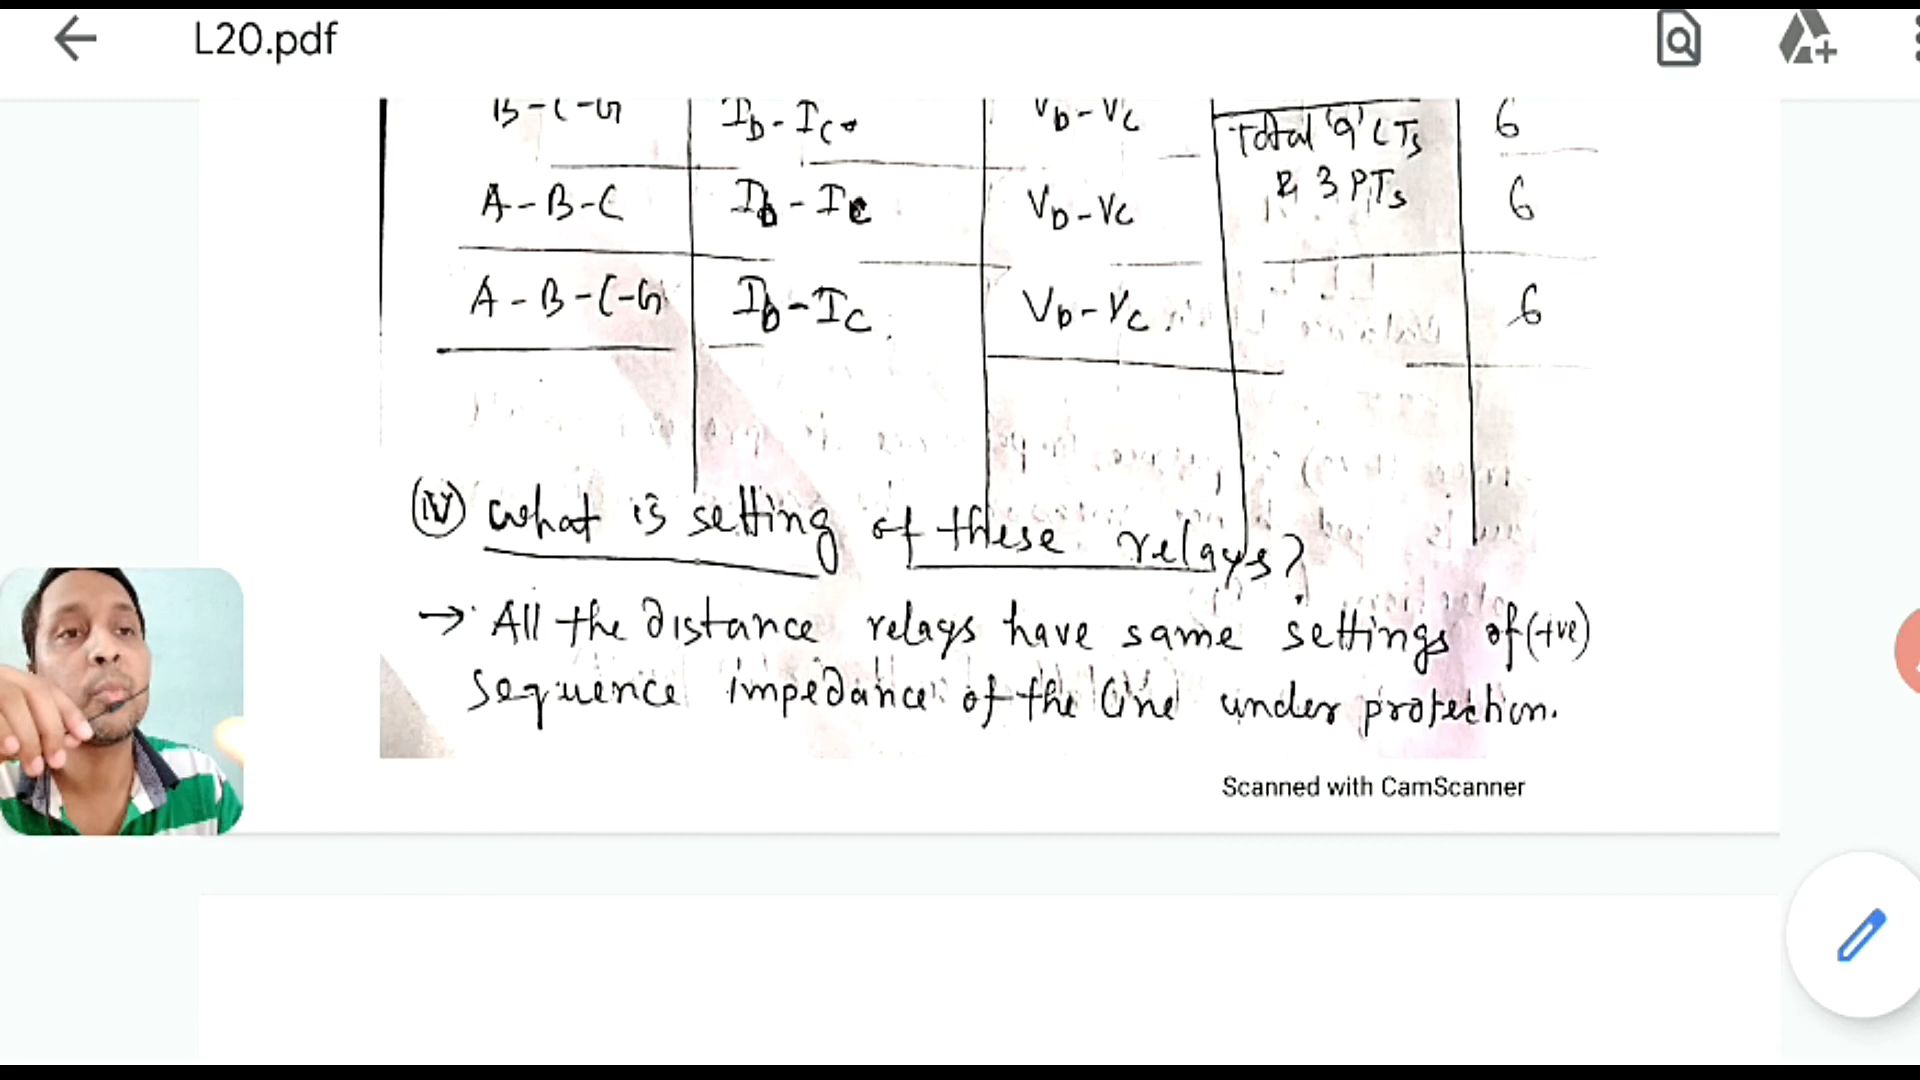 L20.pdf
B-C-G Ib-Ic Vb-Vc Total '9' CTs 6
& 3 PTs
A-B-C Ib-Ic Vb-Vc 6
A-B-C-G Ib-Ic Vb-Vc 6
(IV) what is setting of these relays?
→ All the distance relays have same settings of (+ve)
sequence impedance of the line under protection.
Scanned with CamScanner